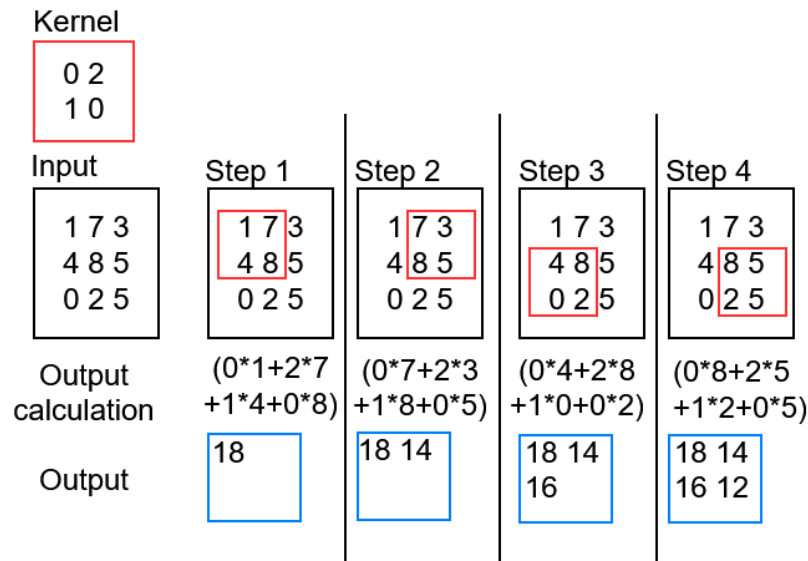 Kernel
0 2
1 0
Input
1 7 3
4 8 5
0 2 5
Step 1
1 7 3
4 8 5
0 2 5
Step 2
1 7 3
4 8 5
0 2 5
Step 3
1 7 3
4 8 5
0 2 5
Step 4
1 7 3
4 8 5
0 2 5
Output
calculation
(0*1+2*7
+1*4+0*8)
(0*7+2*3
+1*8+0*5)
(0*4+2*8
+1*0+0*2)
(0*8+2*5
+1*2+0*5)
Output
18
18 14
18 14
16
18 14
16 12